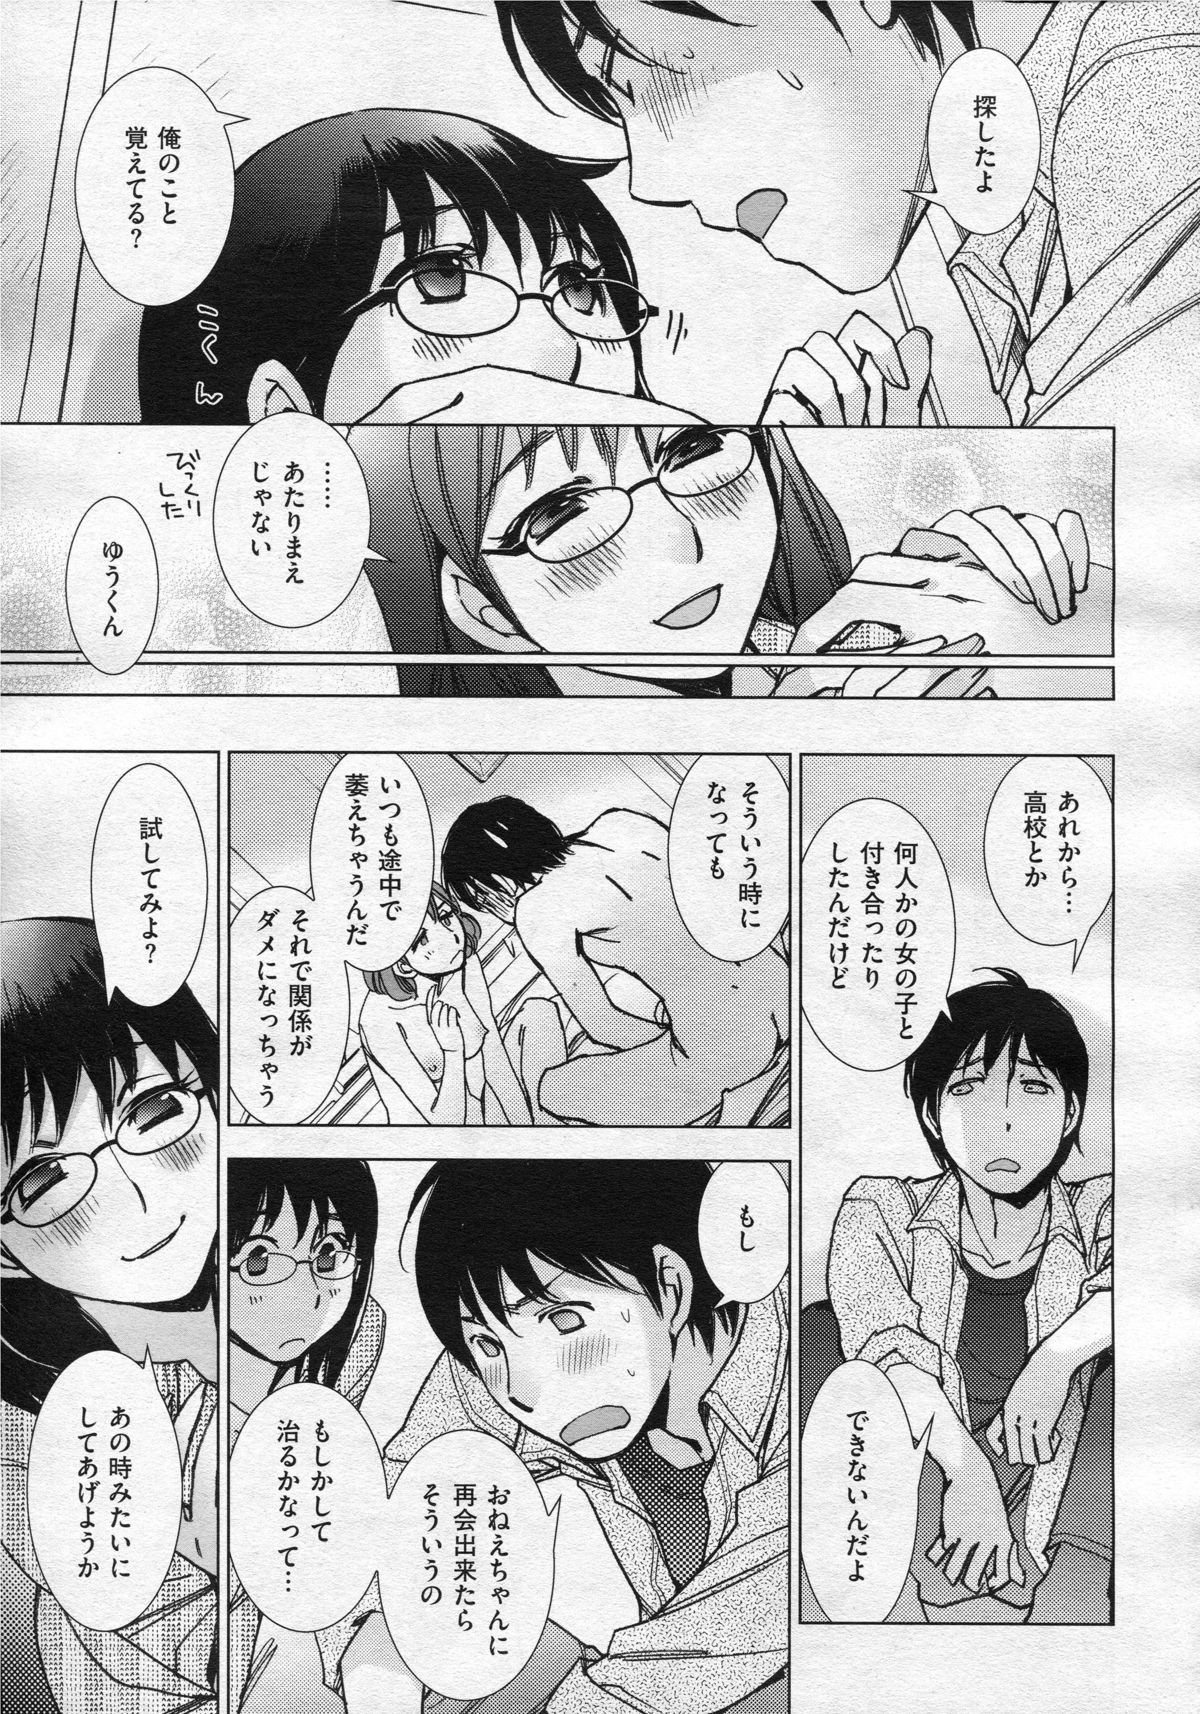 探したよ
俺のこと
覚えてる？
こくん
……
あたりまえ
じゃない
びっくり
した
ゆうくん
あれから…
高校とか
何人かの女の子と
付き合ったり
したんだけど
できないんだよ
そういう時に
なっても
いつも途中で
萎えちゃうんだ
それで関係が
ダメになっちゃう
もし
おねえちゃんに
再会出来たら
そういうの
もしかして
治るかなって…
試してみよ？
あの時みたいに
してあげようか